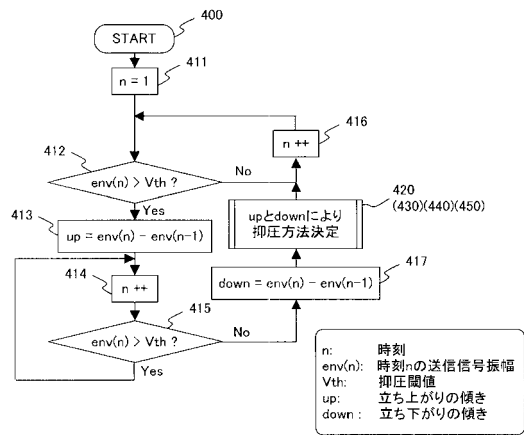 START
400
n = 1
411
416
n ++
412
env(n) > Vth ?
No
Yes
420
(430)(440)(450)
upとdownにより
抑圧方法決定
413
up = env(n) - env(n-1)
414
n ++
417
down = env(n) - env(n-1)
415
env(n) > Vth ?
No
Yes
n: 時刻
env(n): 時刻nの送信信号振幅
Vth: 抑圧閾値
up: 立ち上がりの傾き
down : 立ち下がりの傾き